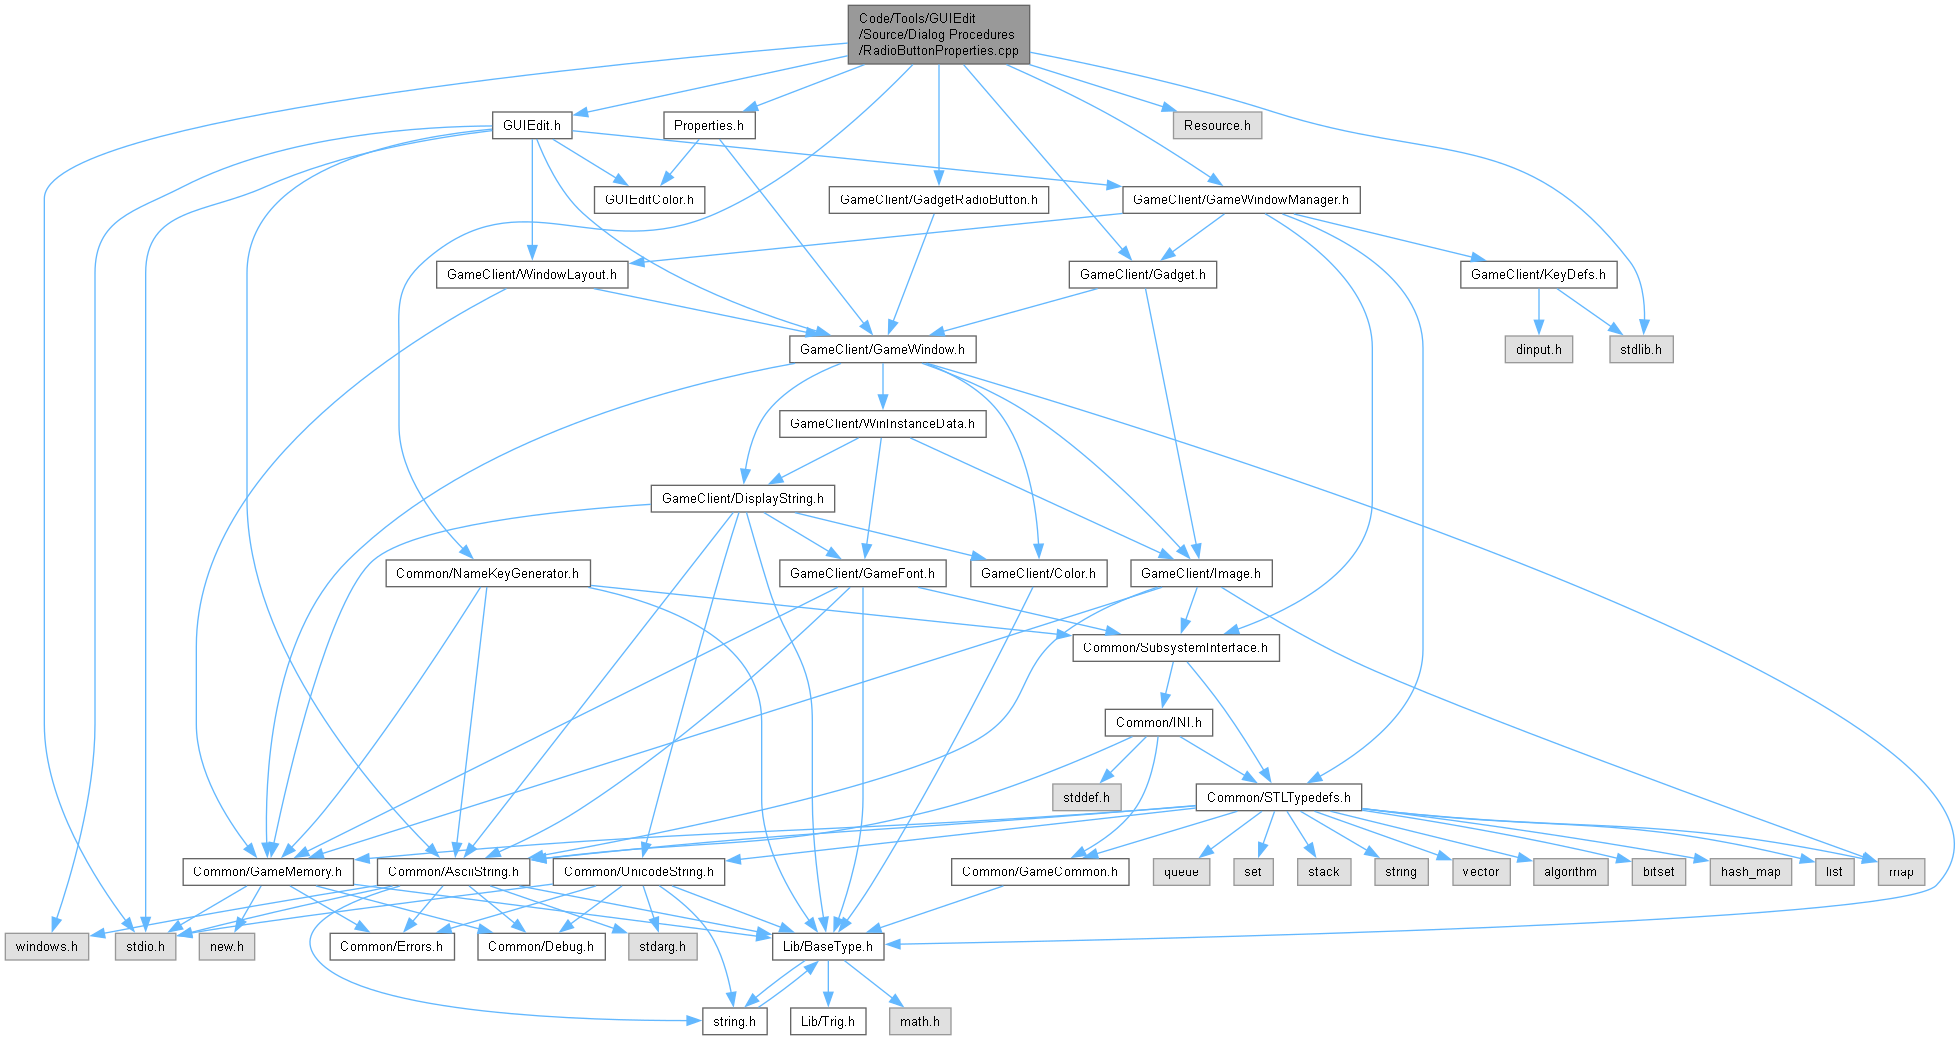 Code/Tools/GUIEdit
/Source/Dialog Procedures
/RadioButtonProperties.cpp
GUIEdit.h
Properties.h
Resource.h
GUIEditColor.h
GameClient/GadgetRadioButton.h
GameClient/GameWindowManager.h
GameClient/WindowLayout.h
GameClient/Gadget.h
GameClient/KeyDefs.h
GameClient/GameWindow.h
dinput.h
stdlib.h
GameClient/WinInstanceData.h
GameClient/DisplayString.h
Common/NameKeyGenerator.h
GameClient/GameFont.h
GameClient/Color.h
GameClient/Image.h
Common/SubsystemInterface.h
Common/INI.h
stddef.h
Common/STLTypedefs.h
Common/GameMemory.h
Common/AsciiString.h
Common/UnicodeString.h
Common/GameCommon.h
queue
set
stack
string
vector
algorithm
bitset
hash_map
list
map
windows.h
stdio.h
new.h
Common/Errors.h
Common/Debug.h
stdarg.h
Lib/BaseType.h
string.h
Lib/Trig.h
math.h